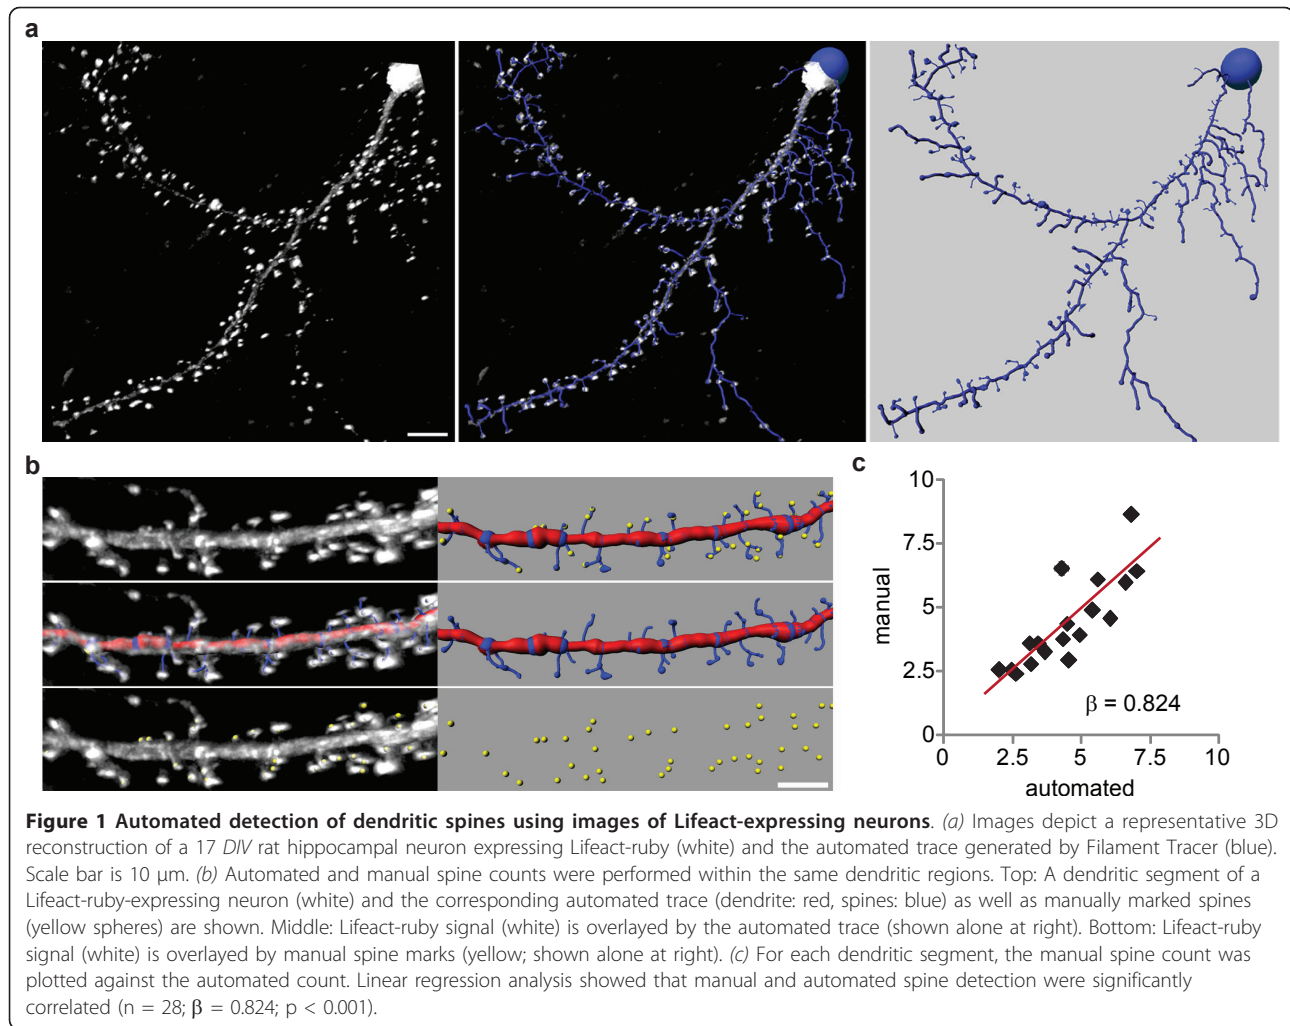 a
b
c
10
7.5
5
2.5
0
manual
β = 0.824
0 2.5 5 7.5 10
automated
Figure 1 Automated detection of dendritic spines using images of Lifeact-expressing neurons. (a) Images depict a representative 3D
reconstruction of a 17 DIV rat hippocampal neuron expressing Lifeact-ruby (white) and the automated trace generated by Filament Tracer (blue).
Scale bar is 10 μm. (b) Automated and manual spine counts were performed within the same dendritic regions. Top: A dendritic segment of a
Lifeact-ruby-expressing neuron (white) and the corresponding automated trace (dendrite: red, spines: blue) as well as manually marked spines
(yellow spheres) are shown. Middle: Lifeact-ruby signal (white) is overlayed by the automated trace (shown alone at right). Bottom: Lifeact-ruby
signal (white) is overlayed by manual spine marks (yellow; shown alone at right). (c) For each dendritic segment, the manual spine count was
plotted against the automated count. Linear regression analysis showed that manual and automated spine detection were significantly
correlated (n = 28; β = 0.824; p < 0.001).